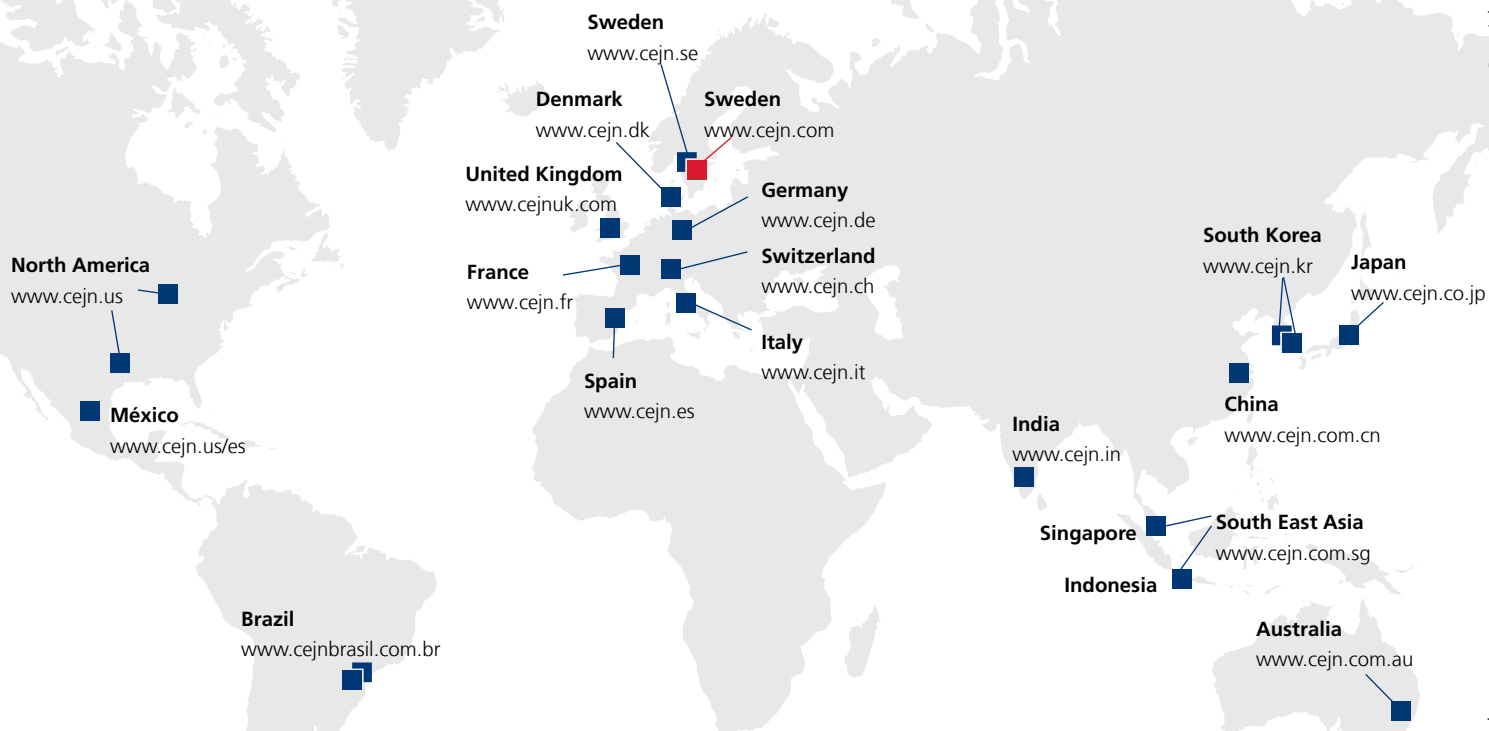 Sweden
www.cejn.se
Denmark
www.cejn.dk
Sweden
www.cejn.com
United Kingdom
www.cejnuk.com
Germany
www.cejn.de
France
www.cejn.fr
Switzerland
www.cejn.ch
Italy
www.cejn.it
Spain
www.cejn.es
North America
www.cejn.us
México
www.cejn.us/es
Brazil
www.cejnbrasil.com.br
South Korea
www.cejn.kr
Japan
www.cejn.co.jp
China
www.cejn.com.cn
India
www.cejn.in
Singapore
South East Asia
www.cejn.com.sg
Indonesia
Australia
www.cejn.com.au